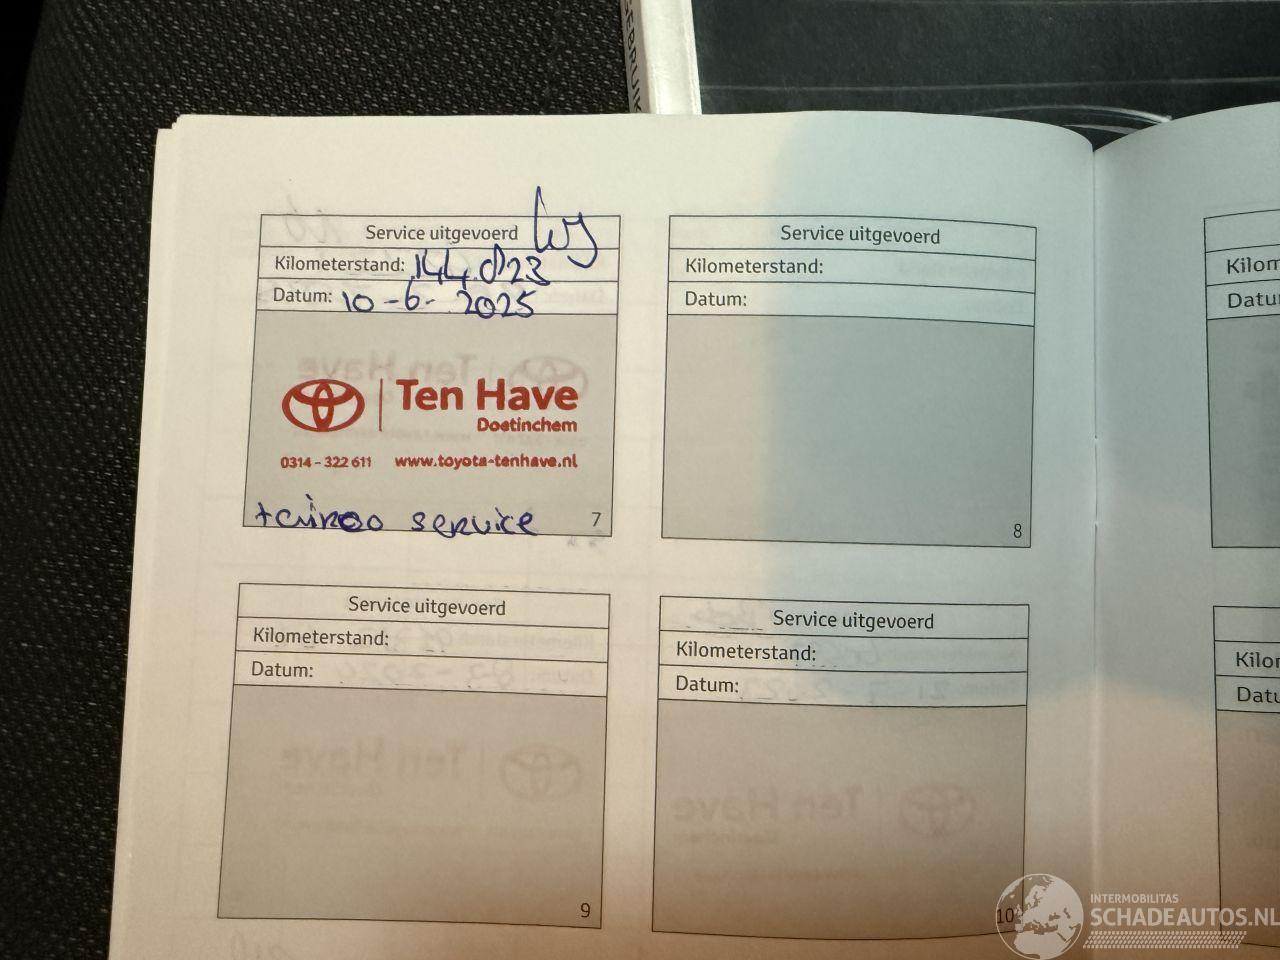 GEBRUIK
Service uitgevoerd
Kilometerstand: 144.023
Datum: 10-6-2025
Ten Have
Doetinchem
0314-322 611 www.toyota-tenhave.nl
+ service
7
Service uitgevoerd
Kilometerstand:
Datum:
8
Service uitgevoerd
Kilometerstand:
Datum:
9
Service uitgevoerd
Kilometerstand:
Datum:
10
Kilom
Datu
Kilor
Datu
INTERMOBILITAS
SCHADEAUTOS.NL